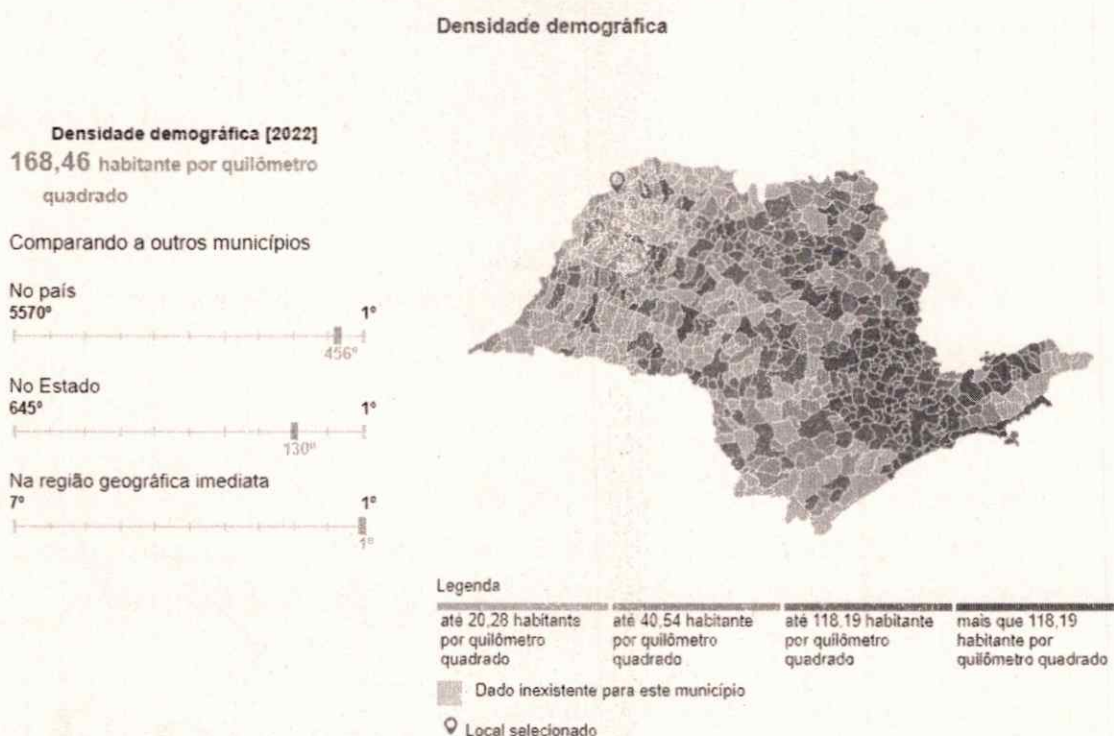 Densidade demográfica
Densidade demográfica [2022]
168,46 habitante por quilômetro
quadrado
Comparando a outros municípios
No país
5570º 1º
456º
No Estado
645º 1º
130º
Na região geográfica imediata
7º 1º
1º
Legenda
até 20,28 habitante
por quilômetro
quadrado
até 40,54 habitante
por quilômetro
quadrado
até 118,19 habitante
por quilômetro
quadrado
mais que 118,19
habitante por
quilômetro quadrado
Dado inexistente para este município
Local selecionado